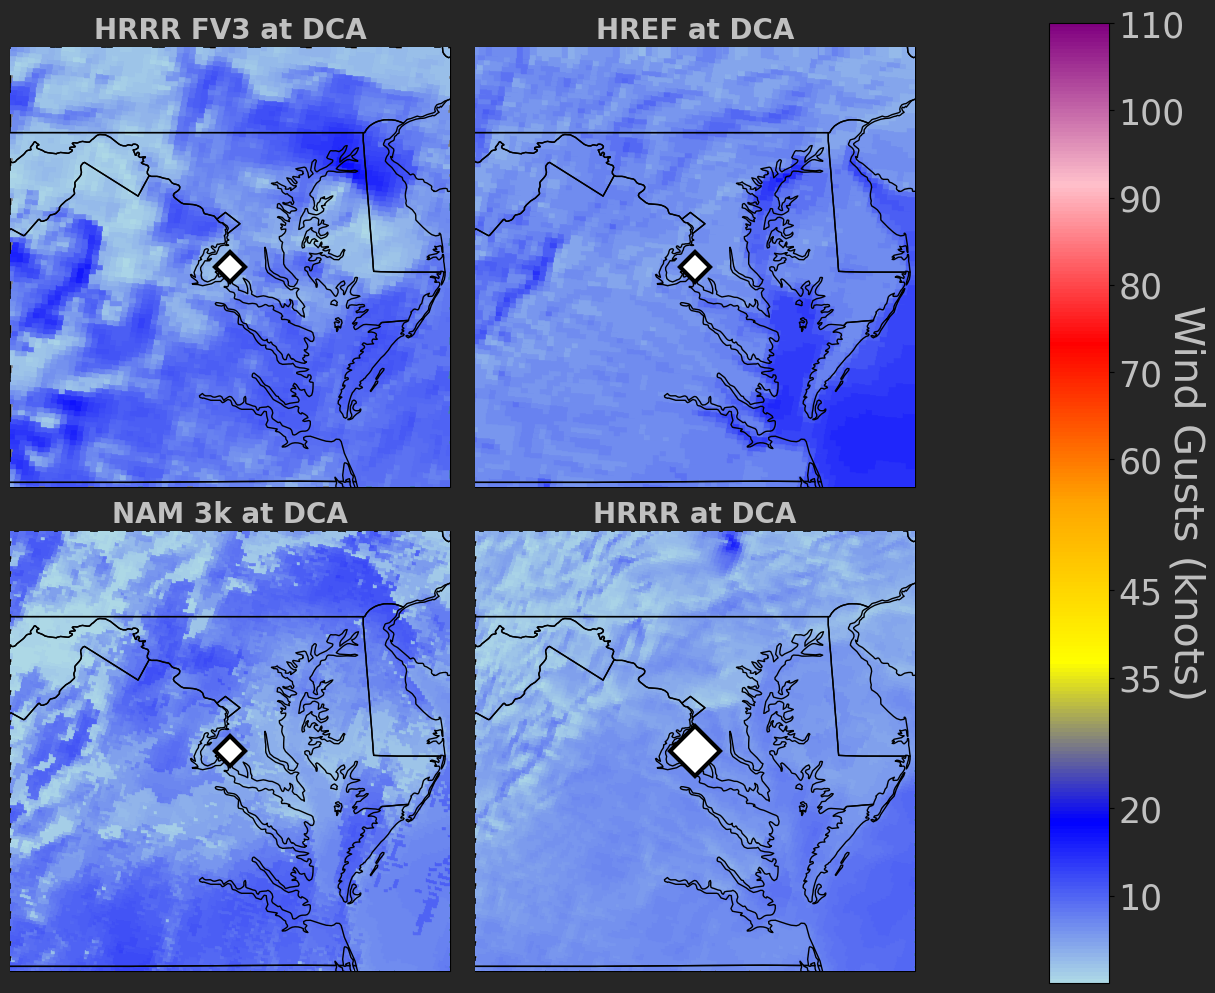 HRRR FV3 at DCA
HREF at DCA
NAM 3k at DCA
HRRR at DCA
110
100
90
80
70
60
45
35
20
10
Wind Gusts (knots)